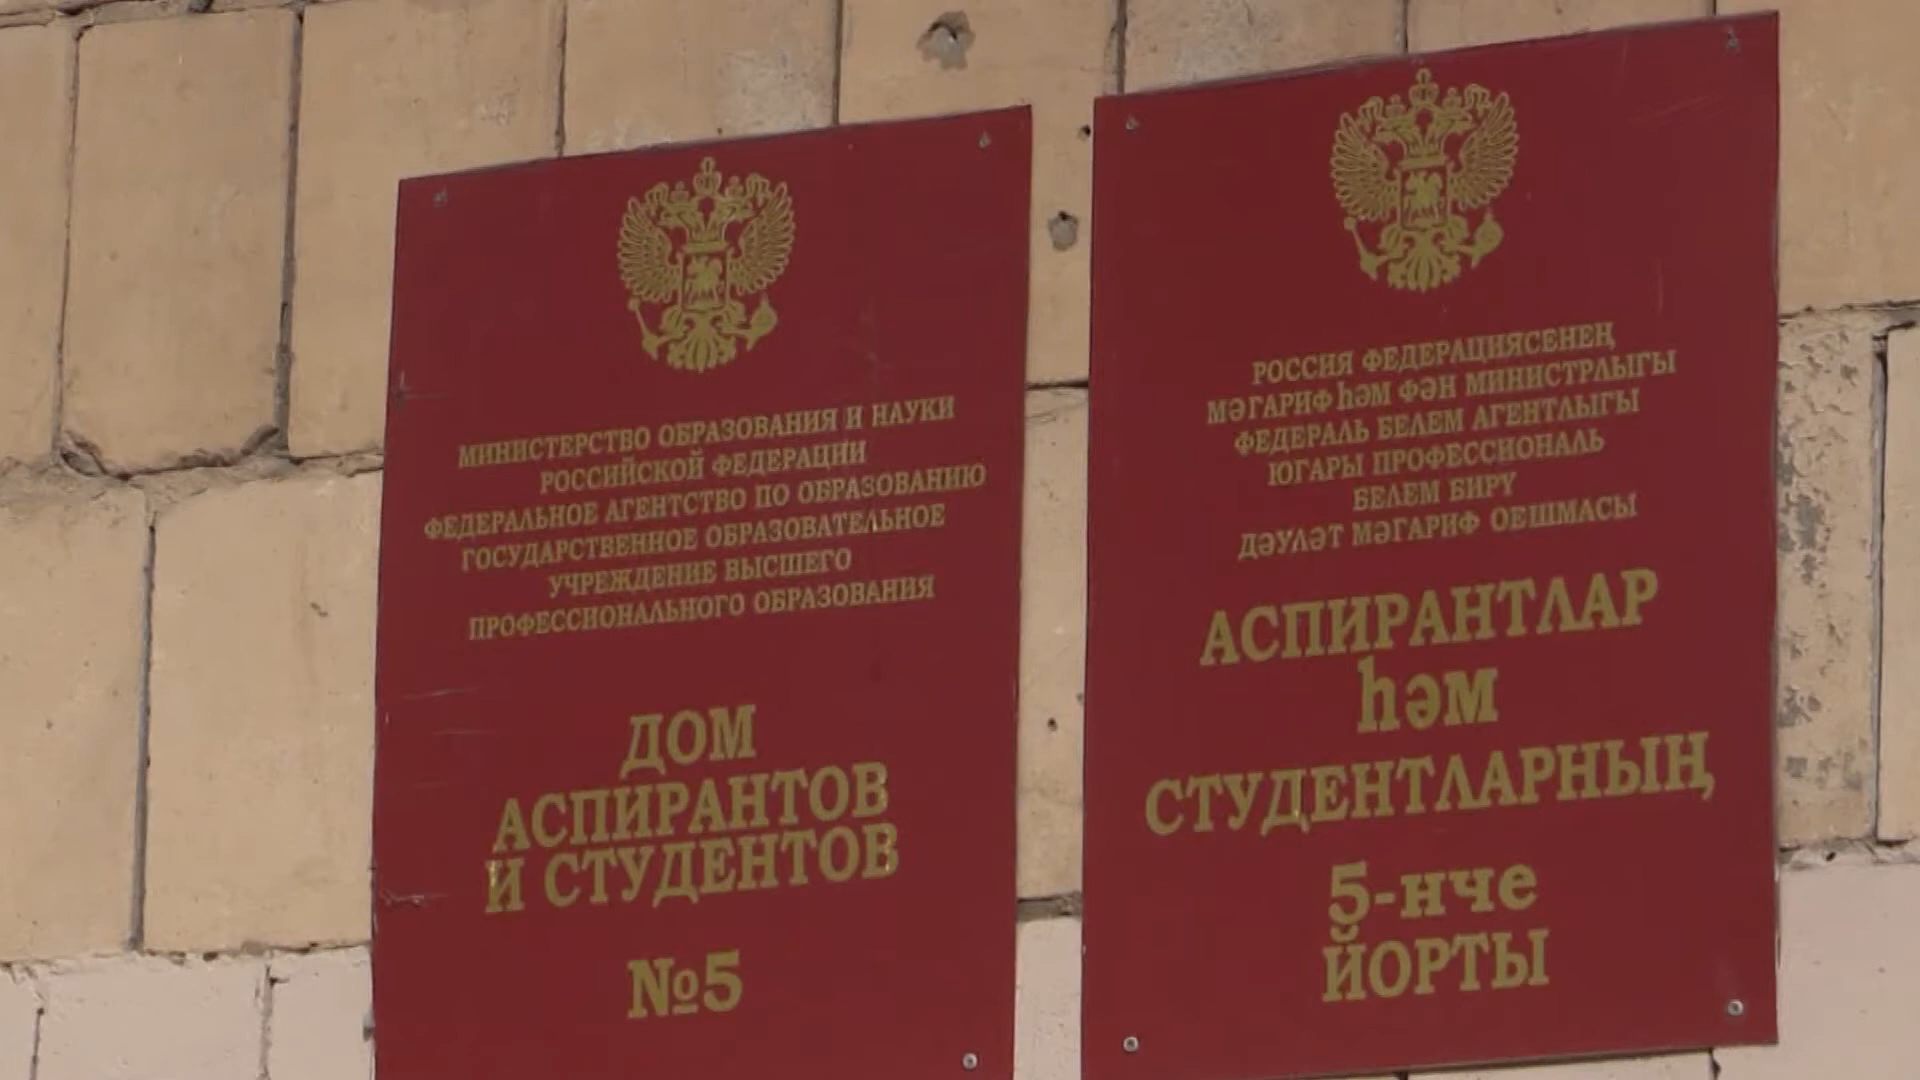 МИНИСТЕРСТВО ОБРАЗОВАНИЯ И НАУКИ
РОССИЙСКОЙ ФЕДЕРАЦИИ
ФЕДЕРАЛЬНОЕ АГЕНТСТВО ПО ОБРАЗОВАНИЮ
ГОСУДАРСТВЕННОЕ ОБРАЗОВАТЕЛЬНОЕ
УЧРЕЖДЕНИЕ ВЫСШЕГО
ПРОФЕССИОНАЛЬНОГО ОБРАЗОВАНИЯ
ДОМ
АСПИРАНТОВ
И СТУДЕНТОВ
№5
РОССИЯ ФЕДЕРАЦИЯСЕНЕҢ
МӘГАРИФ ҺӘМ ФӘН МИНИСТРЛЫГЫ
ФЕДЕРАЛЬ БЕЛЕМ АГЕНТЛЫГЫ
ЮГАРЫ ПРОФЕССИОНАЛЬ
БЕЛЕМ БИРҮ
ДӘҮЛӘТ МӘГАРИФ ОЕШМАСЫ
АСПИРАНТЛАР
һәм
СТУДЕНТЛАРНЫҢ
5-нче
ЙОРТЫ